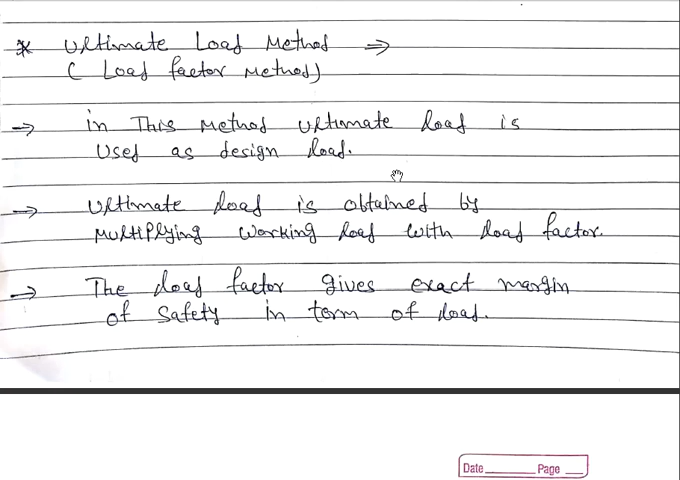 * Ultimate Load Method ⇒
( Load factor Method)
→ in This Method ultimate load is
used as design load.
→ ultimate load is obtained by
Multiplying working load with load factor.
→ The load factor gives exact margin
of safety in term of load.
Date______ Page ___